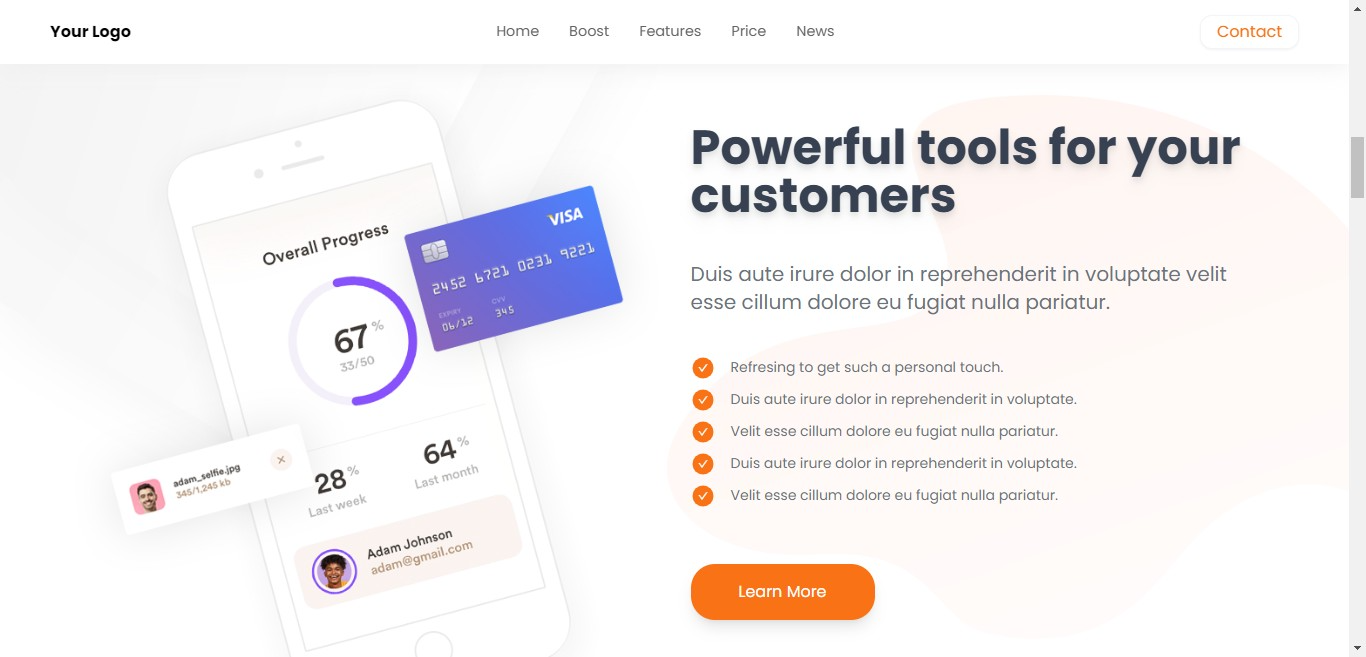 Your Logo
Home Boost Features Price News
Contact
Powerful tools for your
customers
Duis aute irure dolor in reprehenderit in voluptate velit
esse cillum dolore eu fugiat nulla pariatur.
Refresing to get such a personal touch.
Duis aute irure dolor in reprehenderit in voluptate.
Velit esse cillum dolore eu fugiat nulla pariatur.
Duis aute irure dolor in reprehenderit in voluptate.
Velit esse cillum dolore eu fugiat nulla pariatur.
Learn More
Overall Progress
67%
33/50
VISA
2452 6721 0231 9221
EXPIRY CVV
06/12 345
adam_selfie.jpg
345/1,245 kb
28% 64%
Last week Last month
Adam Johnson
adam@gmail.com